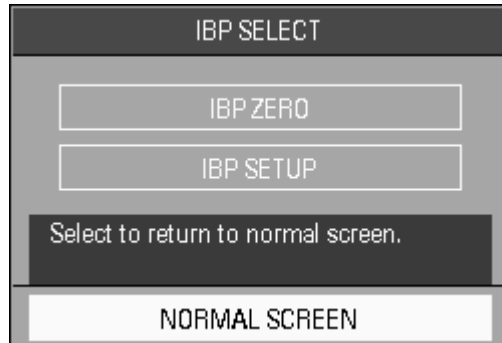 IBP SELECT
IBP ZERO
IBP SETUP
Select to return to normal screen.
NORMAL SCREEN